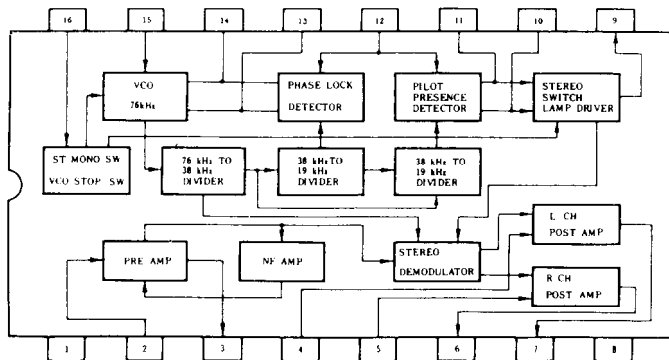 16 15 14 13 12 11 10 9
VCO
76kHz
PHASE LOCK
DETECTOR
PILOT
PRESENCE
DETECTOR
STEREO
SWITCH
LAMP DRIVER
ST MONO SW
VCO STOP SW
76 kHz TO
38 kHz
DIVIDER
38 kHz TO
19 kHz
DIVIDER
38 kHz TO
19 kHz
DIVIDER
PRE AMP
NF AMP
STEREO
DEMODULATOR
L CH
POST AMP
R CH
POST AMP
1 2 3 4 5 6 7 8